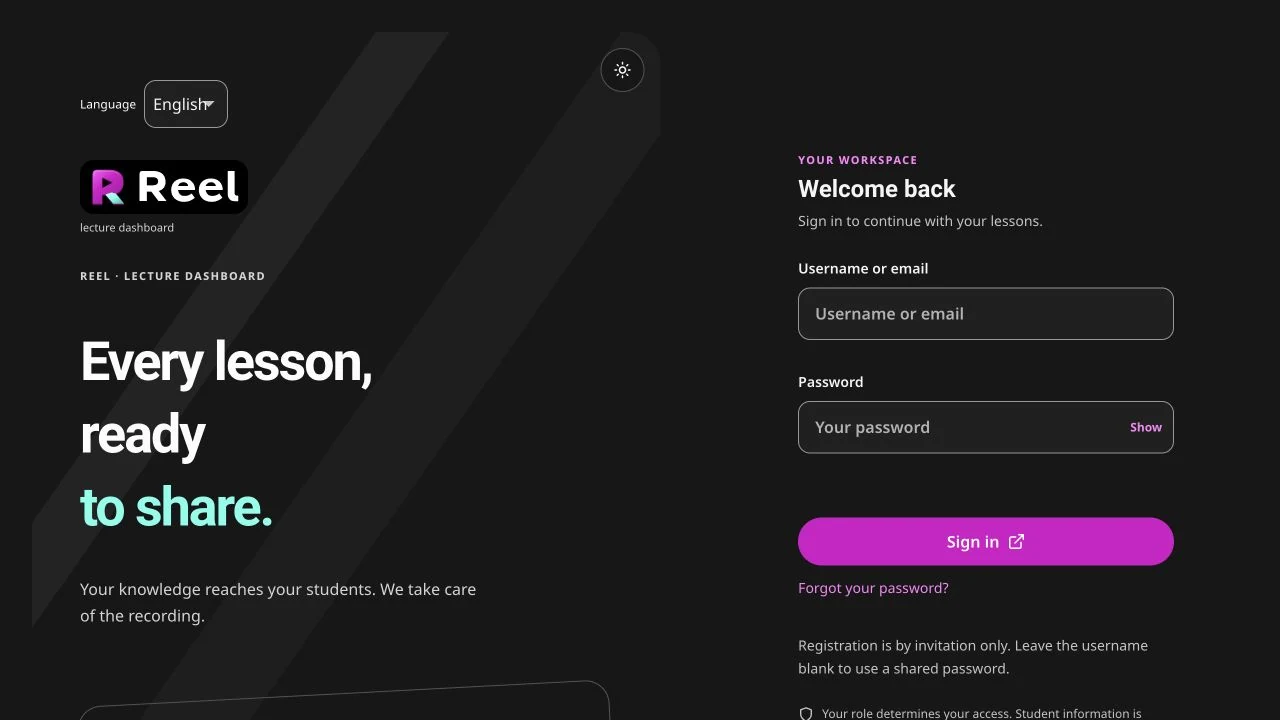 Language English
Reel
lecture dashboard
REEL · LECTURE DASHBOARD
Every lesson,
ready
to share.
Your knowledge reaches your students. We take care
of the recording.
YOUR WORKSPACE
Welcome back
Sign in to continue with your lessons.
Username or email
Username or email
Password
Your password Show
Sign in
Forgot your password?
Registration is by invitation only. Leave the username
blank to use a shared password.
Your role determines your access. Student information is